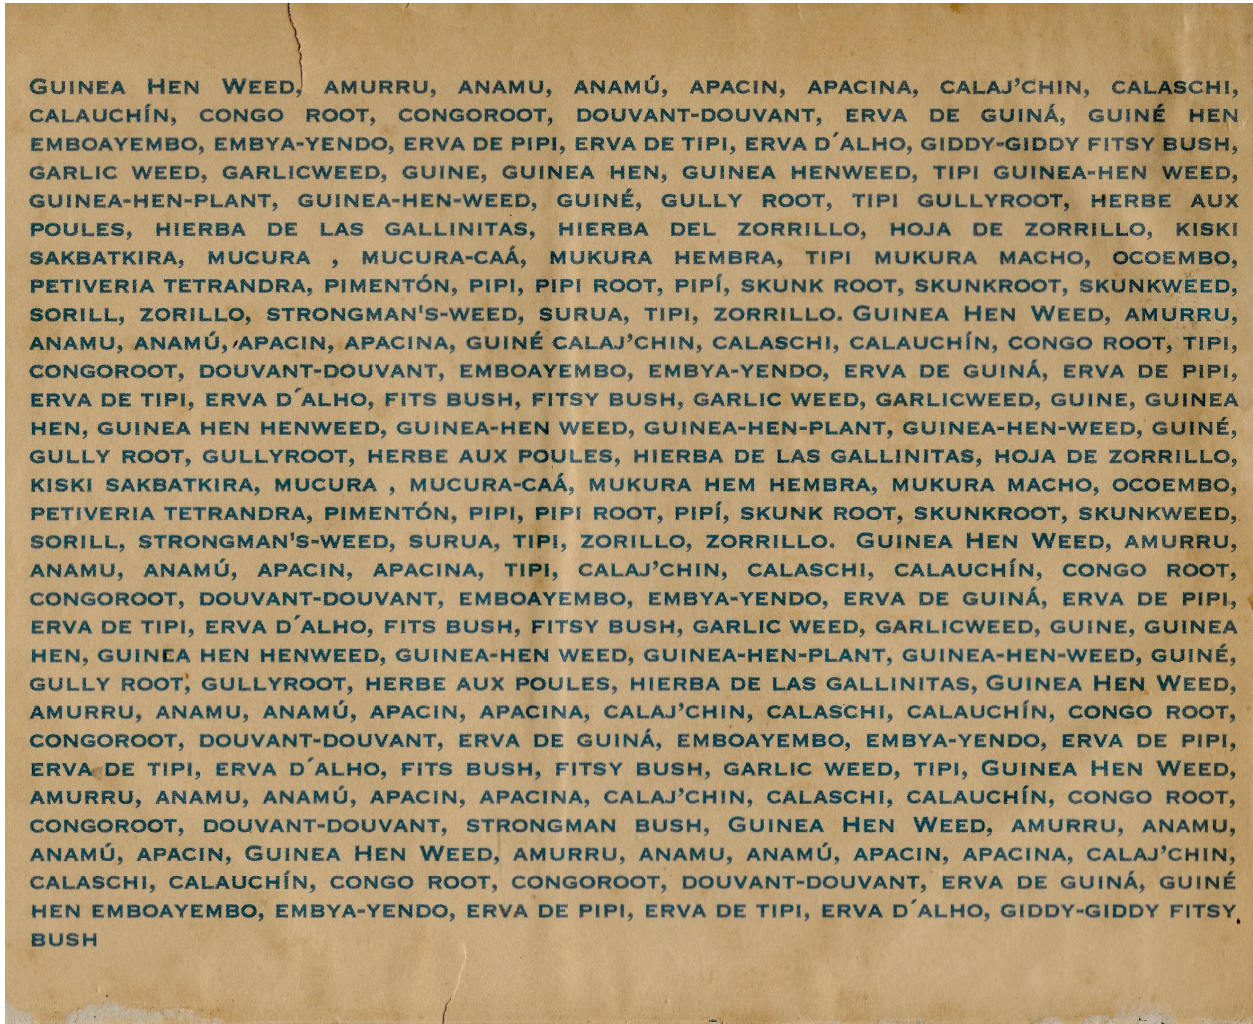 Guinea Hen Weed, amurru, anamu, anamú, apacin, apacina, calaj’chin, calaschi,
calauchín, congo root, congoroot, douvant-douvant, erva de guiná, guiné hen
emboayembo, embya-yendo, erva de pipi, erva de tipi, erva d´alho, giddy-giddy fitsy bush,
garlic weed, garlicweed, guine, guinea hen, guinea henweed, tipi guinea-hen weed,
guinea-hen-plant, guinea-hen-weed, guiné, gully root, tipi gullyroot, herbe aux
poules, hierba de las gallinitas, hierba del zorrillo, hoja de zorrillo, kiski
sakbatkira, mucura , mucura-caá, mukura hembra, tipi mukura macho, ocoembo,
petiveria tetrandra, pimentón, pipi, pipi root, pipí, skunk root, skunkroot, skunkweed,
sorill, zorillo, strongman's-weed, surua, tipi, zorrillo. Guinea Hen Weed, amurru,
anamu, anamú, apacin, apacina, guiné calaj’chin, calaschi, calauchín, congo root, tipi,
congoroot, douvant-douvant, emboayembo, embya-yendo, erva de guiná, erva de pipi,
erva de tipi, erva d´alho, fits bush, fitsy bush, garlic weed, garlicweed, guine, guinea
hen, guinea hen henweed, guinea-hen weed, guinea-hen-plant, guinea-hen-weed, guiné,
gully root, gullyroot, herbe aux poules, hierba de las gallinitas, hoja de zorrillo,
kiski sakbatkira, mucura , mucura-caá, mukura hem hembra, mukura macho, ocoembo,
petiveria tetrandra, pimentón, pipi, pipi root, pipí, skunk root, skunkroot, skunkweed,
sorill, strongman's-weed, surua, tipi, zorillo, zorrillo. Guinea Hen Weed, amurru,
anamu, anamú, apacin, apacina, tipi, calaj’chin, calaschi, calauchín, congo root,
congoroot, douvant-douvant, emboayembo, embya-yendo, erva de guiná, erva de pipi,
erva de tipi, erva d´alho, fits bush, fitsy bush, garlic weed, garlicweed, guine, guinea
hen, guinea hen henweed, guinea-hen weed, guinea-hen-plant, guinea-hen-weed, guiné,
gully root, gullyroot, herbe aux poules, hierba de las gallinitas, Guinea Hen Weed,
amurru, anamu, anamú, apacin, apacina, calaj’chin, calaschi, calauchín, congo root,
congoroot, douvant-douvant, erva de guiná, emboayembo, embya-yendo, erva de pipi,
erva de tipi, erva d´alho, fits bush, fitsy bush, garlic weed, tipi, Guinea Hen Weed,
amurru, anamu, anamú, apacin, apacina, calaj’chin, calaschi, calauchín, congo root,
congoroot, douvant-douvant, strongman bush, Guinea Hen Weed, amurru, anamu,
anamú, apacin, Guinea Hen Weed, amurru, anamu, anamú, apacin, apacina, calaj’chin,
calaschi, calauchín, congo root, congoroot, douvant-douvant, erva de guiná, guiné
hen emboayembo, embya-yendo, erva de pipi, erva de tipi, erva d´alho, giddy-giddy fitsy
bush